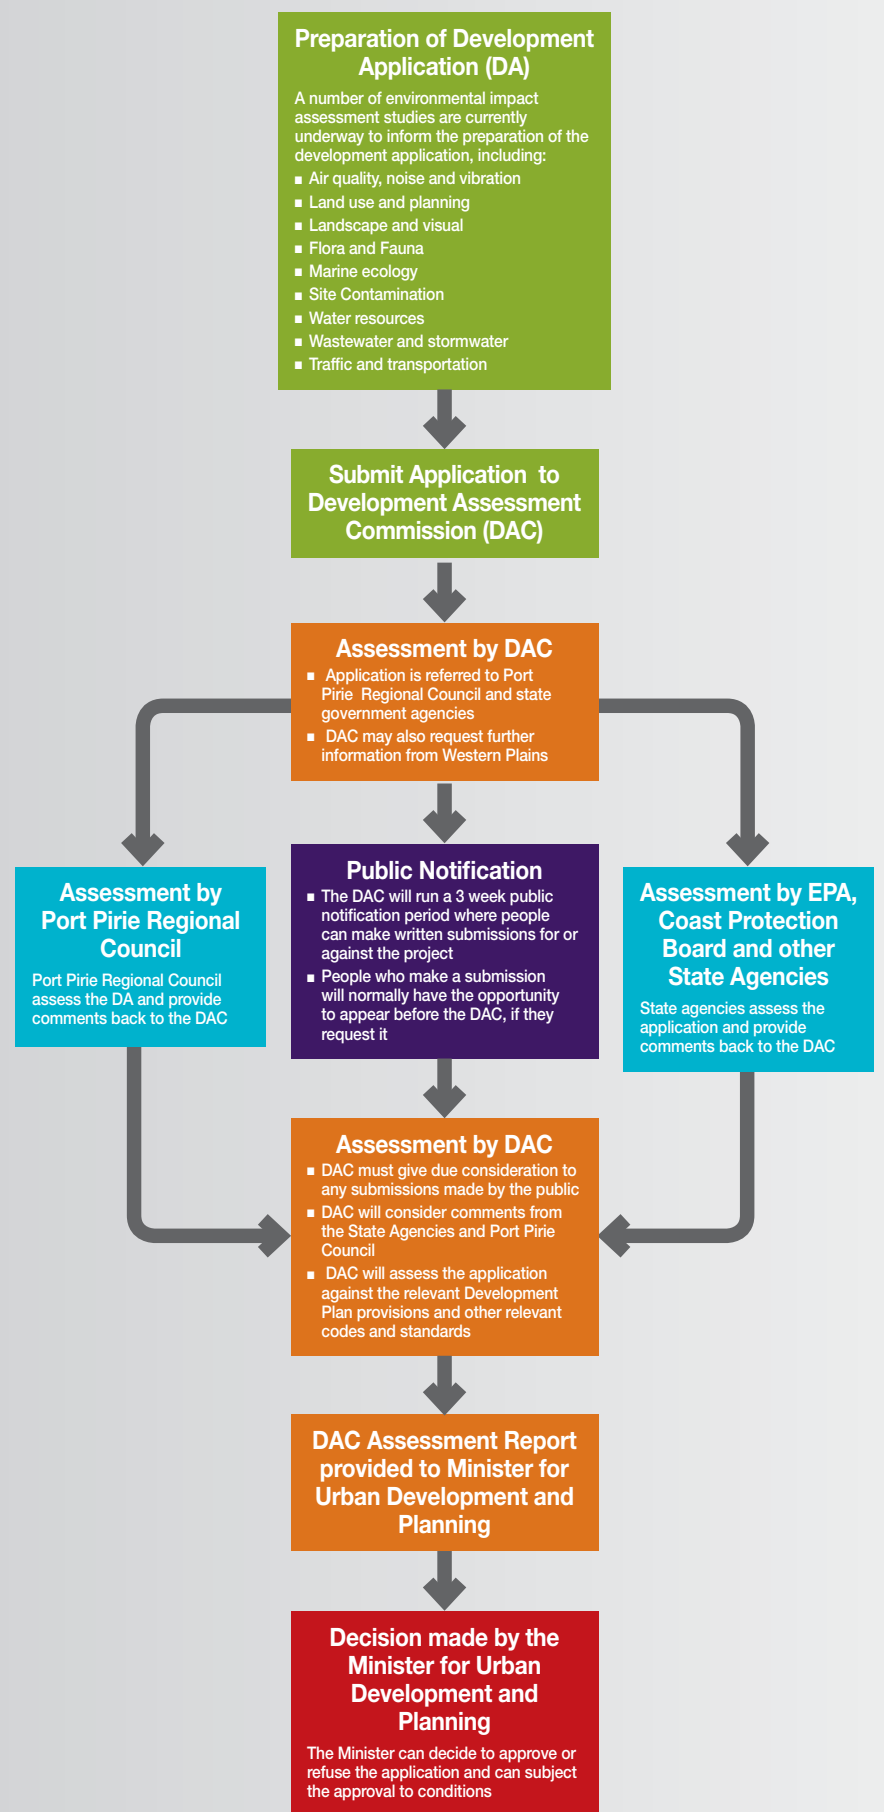 Preparation of Development
Application (DA)
A number of environmental impact
assessment studies are currently
underway to inform the preparation of the
development application, including:
■ Air quality, noise and vibration
■ Land use and planning
■ Landscape and visual
■ Flora and Fauna
■ Marine ecology
■ Site Contamination
■ Water resources
■ Wastewater and stormwater
■ Traffic and transportation
Submit Application to
Development Assessment
Commission (DAC)
Assessment by DAC
■ Application is referred to Port
Pirie Regional Council and state
government agencies
■ DAC may also request further
information from Western Plains
Assessment by
Port Pirie Regional
Council
Port Pirie Regional Council
assess the DA and provide
comments back to the DAC
Public Notification
■ The DAC will run a 3 week public
notification period where people
can make written submissions for or
against the project
■ People who make a submission
will normally have the opportunity
to appear before the DAC, if they
request it
Assessment by EPA,
Coast Protection
Board and other
State Agencies
State agencies assess the
application and provide
comments back to the DAC
Assessment by DAC
■ DAC must give due consideration to
any submissions made by the public
■ DAC will consider comments from
the State Agencies and Port Pirie
Council
■ DAC will assess the application
against the relevant Development
Plan provisions and other relevant
codes and standards
DAC Assessment Report
provided to Minister for
Urban Development and
Planning
Decision made by the
Minister for Urban
Development and
Planning
The Minister can decide to approve or
refuse the application and can subject
the approval to conditions